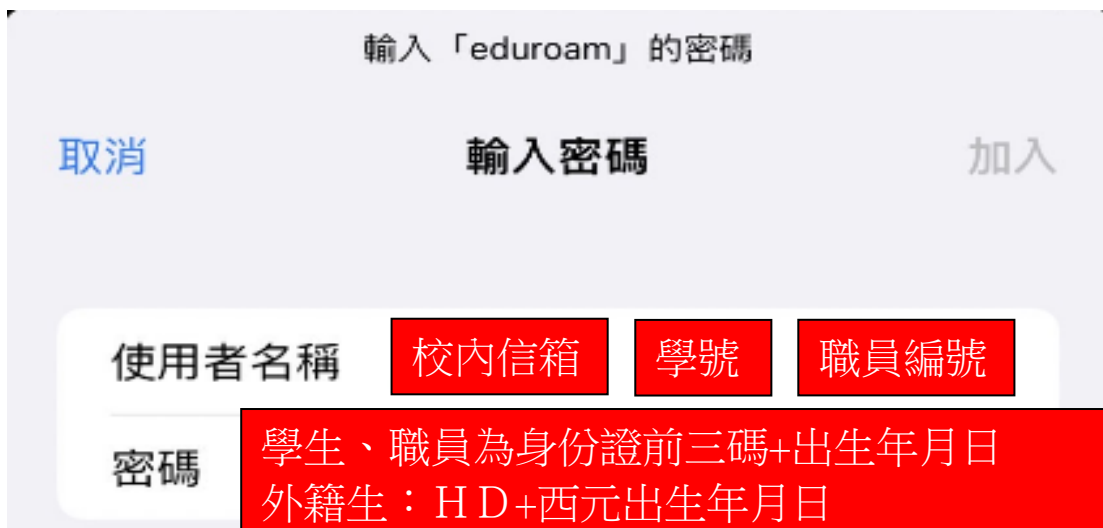 輸入「eduroam」的密碼
取消 輸入密碼 加入
使用者名稱 校內信箱 學號 職員編號
密碼 學生、職員為身份證前三碼+出生年月日
外籍生：ＨＤ+西元出生年月日